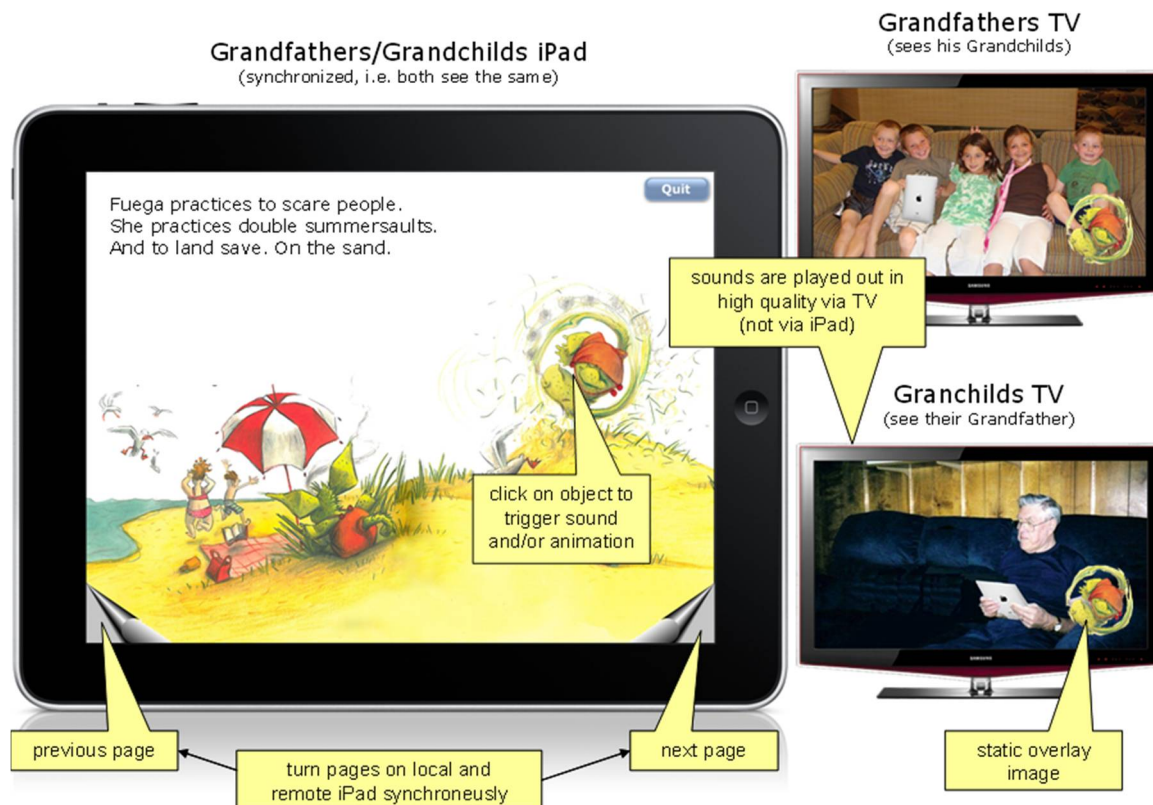 Grandfathers/Grandchilds iPad
(synchronized, i.e. both see the same)
Grandfathers TV
(sees his Grandchilds)
Quit
Fuega practices to scare people.
She practices double summersaults.
And to land save. On the sand.
sounds are played out in
high quality via TV
(not via iPad)
SAMSUNG
Granchilds TV
(see their Grandfather)
click on object to
trigger sound
and/or animation
SAMSUNG
previous page
next page
turn pages on local and
remote iPad synchroneusly
static overlay
image